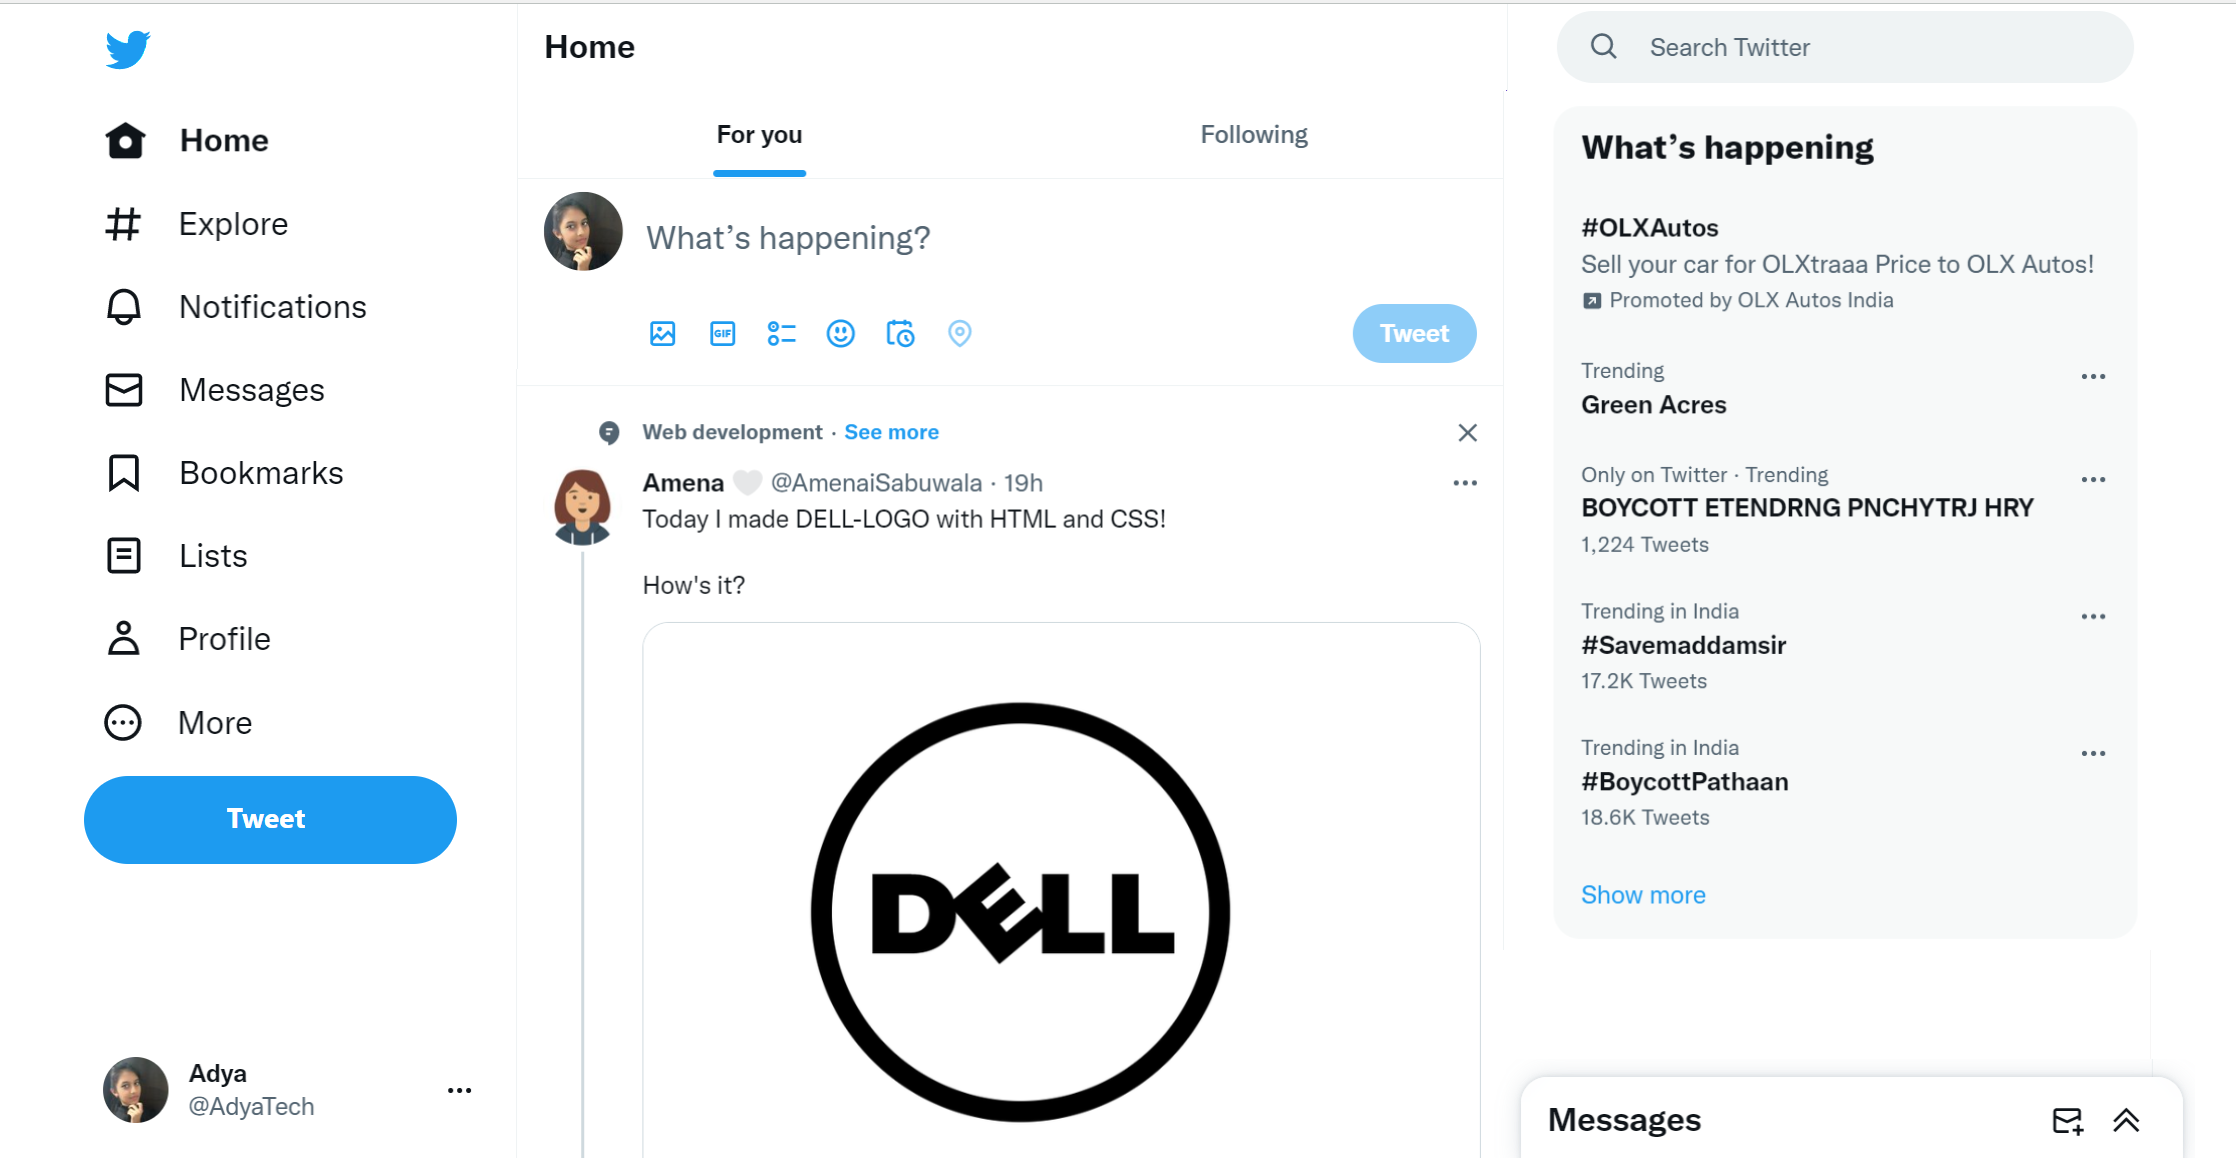 Home
Explore
Notifications
Messages
Bookmarks
Lists
Profile
More
Tweet
Adya
@AdyaTech
Home
For you
Following
What’s happening?
GIF
Tweet
Web development · See more
Amena @AmenaiSabuwala · 19h
Today I made DELL-LOGO with HTML and CSS!
How's it?
DELL
Search Twitter
What’s happening
#OLXAutos
Sell your car for OLXtraaa Price to OLX Autos!
Promoted by OLX Autos India
Trending
Green Acres
Only on Twitter · Trending
BOYCOTT ETENDRNG PNCHYTRJ HRY
1,224 Tweets
Trending in India
#Savemaddamsir
17.2K Tweets
Trending in India
#BoycottPathaan
18.6K Tweets
Show more
Messages